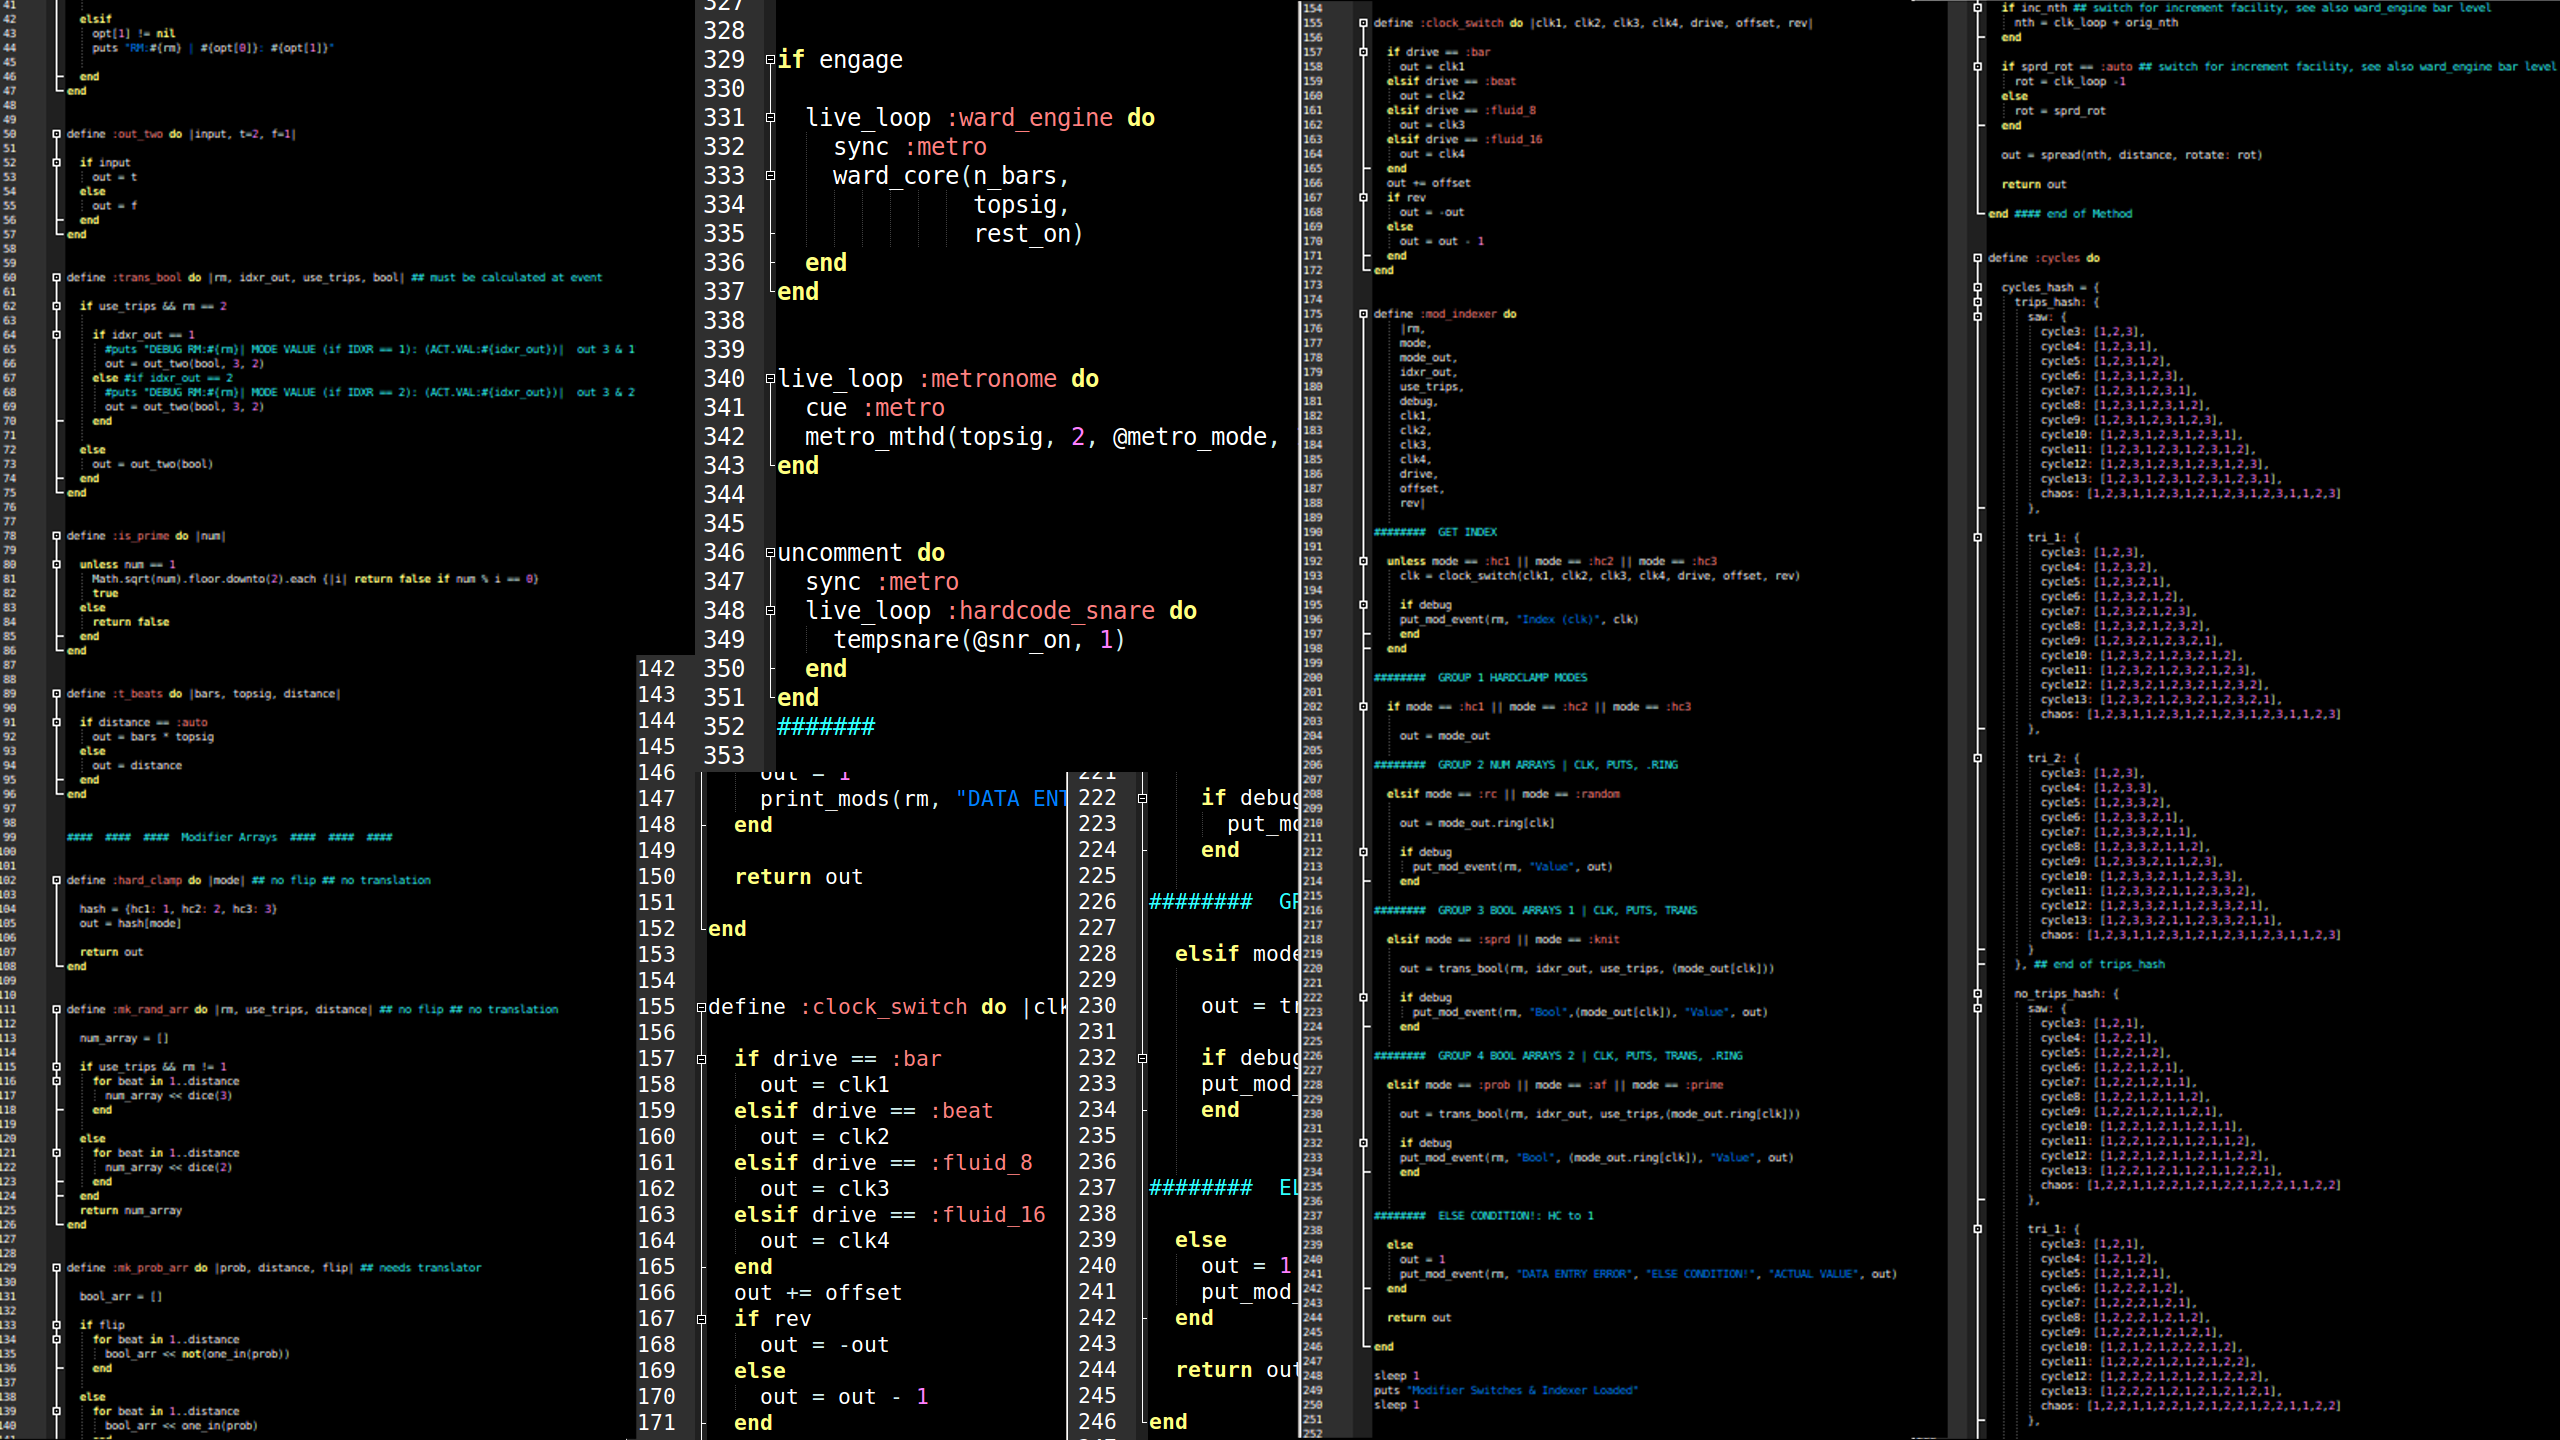 41
42 elsif
43 opt[1] != nil
44 puts "RM:#{rm} | #{opt[0]}: #{opt[1]}"
45
46 end
47 end
48
49
50 define :out_two do |input, t=2, f=1|
51
52 if input
53 out = t
54 else
55 out = f
56 end
57 end
58
59
60 define :trans_bool do |rm, idxr_out, use_trips, bool| ## must be calculated at event
61
62 if use_trips && rm == 2
63
64 if idxr_out == 1
65 #puts "DEBUG RM:#{rm}| MODE VALUE (if IDXR == 1): (ACT.VAL:#{idxr_out})|  out 3 & 1
66 out = out_two(bool, 3, 2)
67 else #if idxr_out == 2
68 #puts "DEBUG RM:#{rm}| MODE VALUE (if IDXR == 2): (ACT.VAL:#{idxr_out})|  out 3 & 2
69 out = out_two(bool, 3, 2)
70 end
71
72 else
73 out = out_two(bool)
74 end
75 end
76
77
78 define :is_prime do |num|
79
80 unless num == 1
81 Math.sqrt(num).floor.downto(2).each {|i| return false if num % i == 0}
82 true
83 else
84 return false
85 end
86 end
87
88
89 define :t_beats do |bars, topsig, distance|
90
91 if distance == :auto
92 out = bars * topsig
93 else
94 out = distance
95 end
96 end
97
98
99 #### #### #### Modifier Arrays #### #### ####
100
101
102 define :hard_clamp do |mode| ## no flip ## no translation
103
104 hash = {hc1: 1, hc2: 2, hc3: 3}
105 out = hash[mode]
106
107 return out
108 end
109
110
111 define :mk_rand_arr do |rm, use_trips, distance| ## no flip ## no translation
112
113 num_array = []
114
115 if use_trips && rm != 1
116 for beat in 1..distance
117 num_array << dice(3)
118 end
119
120 else
121 for beat in 1..distance
122 num_array << dice(2)
123 end
124 end
125 return num_array
126 end
127
128
129 define :mk_prob_arr do |prob, distance, flip| ## needs translator
130
131 bool_arr = []
132
133 if flip
134 for beat in 1..distance
135 bool_arr << not(one_in(prob))
136 end
137
138 else
139 for beat in 1..distance
140 bool_arr << one_in(prob)
327
328
329 if engage
330
331 live_loop :ward_engine do
332 sync :metro
333 ward_core(n_bars,
334 topsig,
335 rest_on)
336 end
337 end
338
339
340 live_loop :metronome do
341 cue :metro
342 metro_mthd(topsig, 2, @metro_mode,
343 end
344
345
346 uncomment do
347 sync :metro
348 live_loop :hardcode_snare do
349 tempsnare(@snr_on, 1)
350 end
351 end
352 #######
353
142
143
144
145
146 out = 1
147 print_mods(rm, "DATA ENT
148 end
149
150 return out
151
152 end
153
154
155 define :clock_switch do |clk
156
157 if drive == :bar
158 out = clk1
159 elsif drive == :beat
160 out = clk2
161 elsif drive == :fluid_8
162 out = clk3
163 elsif drive == :fluid_16
164 out = clk4
165 end
166 out += offset
167 if rev
168 out = -out
169 else
170 out = out - 1
171 end
221
222 if debug
223 put_mo
224 end
225
226 ######## GR
227
228 elsif mode
229
230 out = tr
231
232 if debug
233 put_mod_
234 end
235
236
237 ######## EL
238
239 else
240 out = 1
241 put_mod_
242 end
243
244 return out
245
246 end
154
155 define :clock_switch do |clk1, clk2, clk3, clk4, drive, offset, rev|
156
157 if drive == :bar
158 out = clk1
159 elsif drive == :beat
160 out = clk2
161 elsif drive == :fluid_8
162 out = clk3
163 elsif drive == :fluid_16
164 out = clk4
165 end
166 out += offset
167 if rev
168 out = -out
169 else
170 out = out - 1
171 end
172 end
173
174
175 define :mod_indexer do
176 |rm,
177 mode,
178 mode_out,
179 idxr_out,
180 use_trips,
181 debug,
182 clk1,
183 clk2,
184 clk3,
185 clk4,
186 drive,
187 offset,
188 rev|
189
190 ######## GET INDEX
191
192 unless mode == :hc1 || mode == :hc2 || mode == :hc3
193 clk = clock_switch(clk1, clk2, clk3, clk4, drive, offset, rev)
194
195 if debug
196 put_mod_event(rm, "Index (clk)", clk)
197 end
198 end
199
200 ######## GROUP 1 HARDCLAMP MODES
201
202 if mode == :hc1 || mode == :hc2 || mode == :hc3
203
204 out = mode_out
205
206 ######## GROUP 2 NUM ARRAYS | CLK, PUTS, .RING
207
208 elsif mode == :rc || mode == :random
209
210 out = mode_out.ring[clk]
211
212 if debug
213 put_mod_event(rm, "Value", out)
214 end
215
216 ######## GROUP 3 BOOL ARRAYS 1 | CLK, PUTS, TRANS
217
218 elsif mode == :sprd || mode == :knit
219
220 out = trans_bool(rm, idxr_out, use_trips, (mode_out[clk]))
221
222 if debug
223 put_mod_event(rm, "Bool",(mode_out[clk]), "Value", out)
224 end
225
226 ######## GROUP 4 BOOL ARRAYS 2 | CLK, PUTS, TRANS, .RING
227
228 elsif mode == :prob || mode == :af || mode == :prime
229
230 out = trans_bool(rm, idxr_out, use_trips,(mode_out.ring[clk]))
231
232 if debug
233 put_mod_event(rm, "Bool", (mode_out.ring[clk]), "Value", out)
234 end
235
236
237 ######## ELSE CONDITION!: HC to 1
238
239 else
240 out = 1
241 put_mod_event(rm, "DATA ENTRY ERROR", "ELSE CONDITION!", "ACTUAL VALUE", out)
242 end
243
244 return out
245
246 end
247
248 sleep 1
249 puts "Modifier Switches & Indexer Loaded"
250 sleep 1
251
252
if inc_nth ## switch for increment facility, see also ward_engine bar level
nth = clk_loop + orig_nth
end
if sprd_rot == :auto ## switch for increment facility, see also ward_engine bar level
rot = clk_loop -1
else
rot = sprd_rot
end
out = spread(nth, distance, rotate: rot)
return out
end #### end of Method
define :cycles do
cycles_hash = {
trips_hash: {
saw: {
cycle3: [1,2,3],
cycle4: [1,2,3,1],
cycle5: [1,2,3,1,2],
cycle6: [1,2,3,1,2,3],
cycle7: [1,2,3,1,2,3,1],
cycle8: [1,2,3,1,2,3,1,2],
cycle9: [1,2,3,1,2,3,1,2,3],
cycle10: [1,2,3,1,2,3,1,2,3,1],
cycle11: [1,2,3,1,2,3,1,2,3,1,2],
cycle12: [1,2,3,1,2,3,1,2,3,1,2,3],
cycle13: [1,2,3,1,2,3,1,2,3,1,2,3,1],
chaos: [1,2,3,1,1,2,3,1,2,1,2,3,1,2,3,1,1,2,3]
},
tri_1: {
cycle3: [1,2,3],
cycle4: [1,2,3,2],
cycle5: [1,2,3,2,1],
cycle6: [1,2,3,2,1,2],
cycle7: [1,2,3,2,1,2,3],
cycle8: [1,2,3,2,1,2,3,2],
cycle9: [1,2,3,2,1,2,3,2,1],
cycle10: [1,2,3,2,1,2,3,2,1,2],
cycle11: [1,2,3,2,1,2,3,2,1,2,3],
cycle12: [1,2,3,2,1,2,3,2,1,2,3,2],
cycle13: [1,2,3,2,1,2,3,2,1,2,3,2,1],
chaos: [1,2,3,1,1,2,3,1,2,1,2,3,1,2,3,1,1,2,3]
},
tri_2: {
cycle3: [1,2,3],
cycle4: [1,2,3,3],
cycle5: [1,2,3,3,2],
cycle6: [1,2,3,3,2,1],
cycle7: [1,2,3,3,2,1,1],
cycle8: [1,2,3,3,2,1,1,2],
cycle9: [1,2,3,3,2,1,1,2,3],
cycle10: [1,2,3,3,2,1,1,2,3,3],
cycle11: [1,2,3,3,2,1,1,2,3,3,2],
cycle12: [1,2,3,3,2,1,1,2,3,3,2,1],
cycle13: [1,2,3,3,2,1,1,2,3,3,2,1,1],
chaos: [1,2,3,1,1,2,3,1,2,1,2,3,1,2,3,1,1,2,3]
}
}, ## end of trips_hash
no_trips_hash: {
saw: {
cycle3: [1,2,1],
cycle4: [1,2,2,1],
cycle5: [1,2,2,1,2],
cycle6: [1,2,2,1,2,1],
cycle7: [1,2,2,1,2,1,1],
cycle8: [1,2,2,1,2,1,1,2],
cycle9: [1,2,2,1,2,1,1,2,1],
cycle10: [1,2,2,1,2,1,1,2,1,1],
cycle11: [1,2,2,1,2,1,1,2,1,1,2],
cycle12: [1,2,2,1,2,1,1,2,1,1,2,2],
cycle13: [1,2,2,1,2,1,1,2,1,1,2,2,1],
chaos: [1,2,2,1,1,2,2,1,2,1,2,2,1,2,2,1,1,2,2]
},
tri_1: {
cycle3: [1,2,1],
cycle4: [1,2,1,2],
cycle5: [1,2,1,2,1],
cycle6: [1,2,2,1,2,1],
cycle7: [1,2,2,2,1,2,1],
cycle8: [1,2,2,2,1,2,1,2],
cycle9: [1,2,2,2,1,2,1,2,1],
cycle10: [1,2,2,2,1,2,1,2,1,2],
cycle11: [1,2,2,2,1,2,1,2,1,2,2],
cycle12: [1,2,2,2,1,2,1,2,1,2,2,2],
cycle13: [1,2,2,2,1,2,1,2,1,2,2,2,1],
chaos: [1,2,2,1,1,2,2,1,2,1,2,2,1,2,2,1,1,2,2]
},